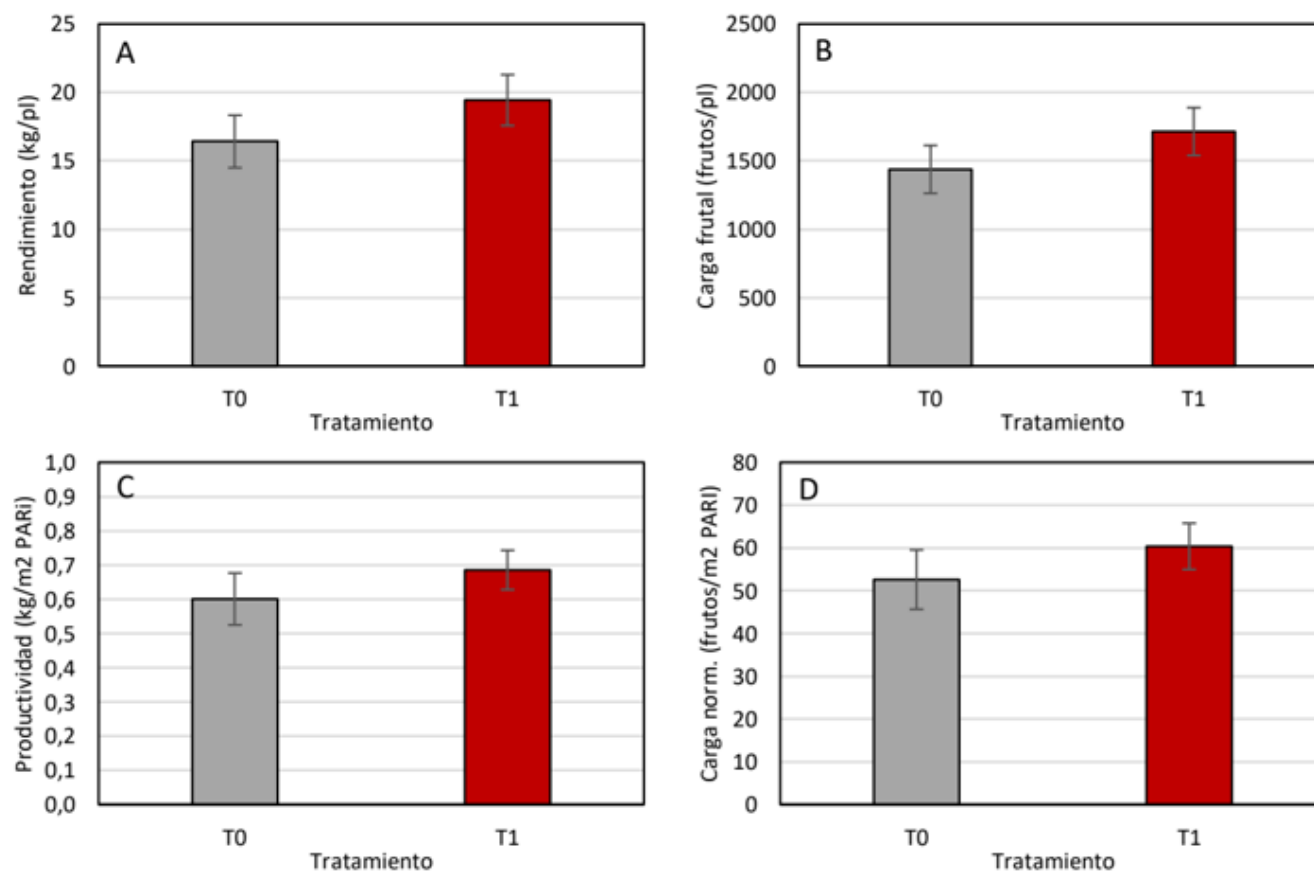 A
Rendimiento (kg/pl)
25
20
15
10
5
0
T0
T1
Tratamiento
B
Carga frutal (frutos/pl)
2500
2000
1500
1000
500
0
T0
T1
Tratamiento
C
Productividad (kg/m2 PARi)
1,0
0,9
0,8
0,7
0,6
0,5
0,4
0,3
0,2
0,1
0,0
T0
T1
Tratamiento
D
Carga norm. (frutos/m2 PARI)
80
70
60
50
40
30
20
10
0
T0
T1
Tratamiento